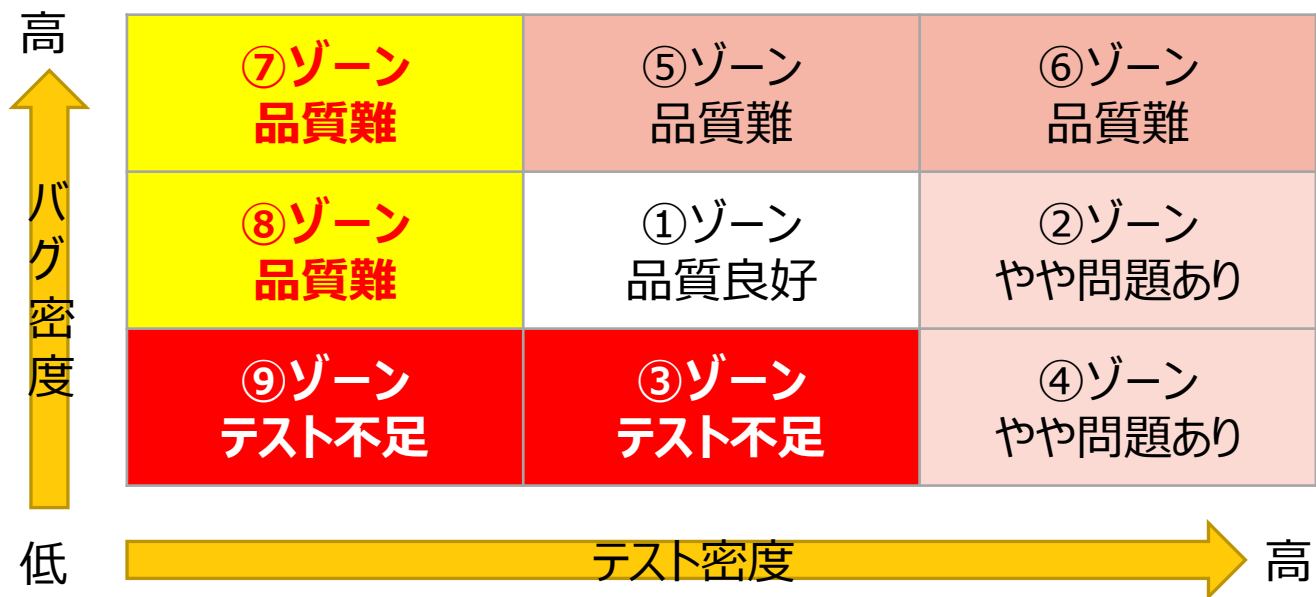 高
⑦ゾーン
品質難
⑤ゾーン
品質難
⑥ゾーン
品質難
バグ密度
⑧ゾーン
品質難
①ゾーン
品質良好
②ゾーン
やや問題あり
⑨ゾーン
テスト不足
③ゾーン
テスト不足
④ゾーン
やや問題あり
低
テスト密度
高